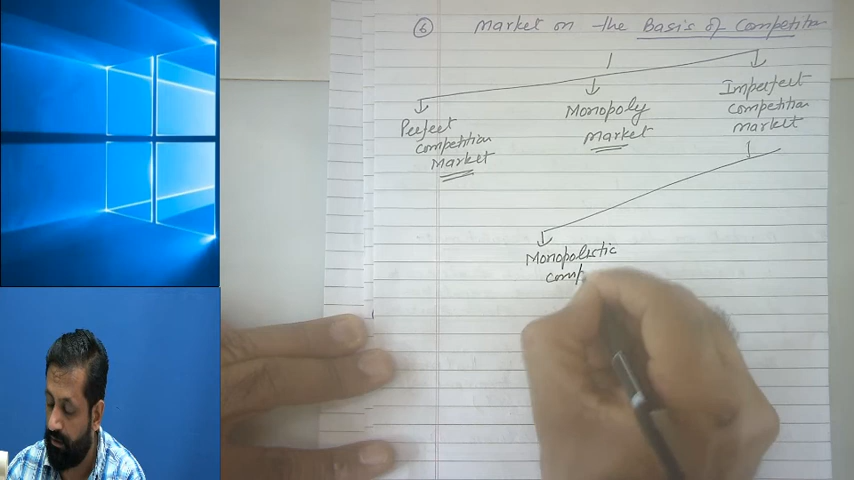 6 Market on the Basis of Competition
Perfect
competition
Market
Monopoly
market
Imperfect
competition
market
Monopolistic
comp